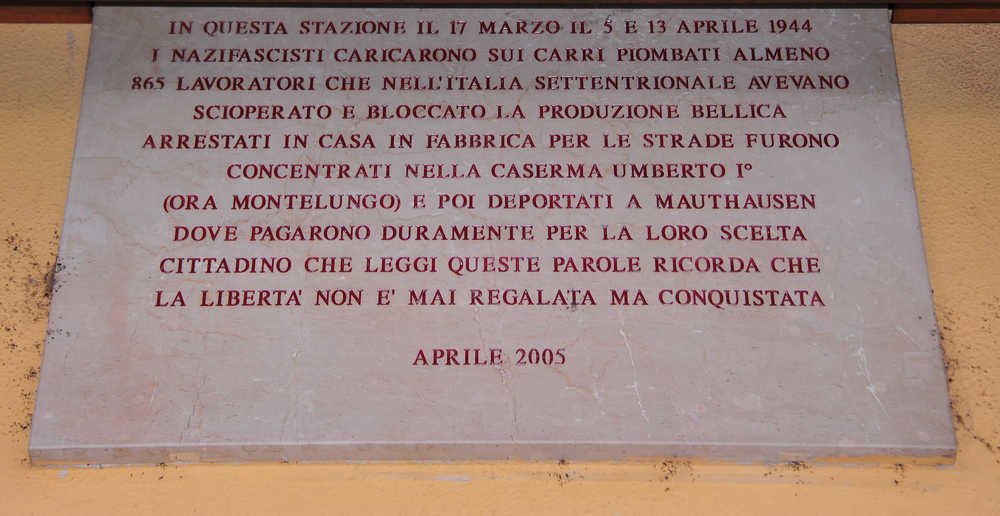 IN QUESTA STAZIONE IL 17 MARZO IL 5 E 13 APRILE 1944
I NAZIFASCISTI CARICARONO SUI CARRI PIOMBATI ALMENO
865 LAVORATORI CHE NELL'ITALIA SETTENTRIONALE AVEVANO
SCIOPERATO E BLOCCATO LA PRODUZIONE BELLICA
ARRESTATI IN CASA IN FABBRICA PER LE STRADE FURONO
CONCENTRATI NELLA CASERMA UMBERTO I°
(ORA MONTELUNGO) E POI DEPORTATI A MAUTHAUSEN
DOVE PAGARONO DURAMENTE PER LA LORO SCELTA
CITTADINO CHE LEGGI QUESTE PAROLE RICORDA CHE
LA LIBERTA' NON E' MAI REGALATA MA CONQUISTATA
APRILE 2005